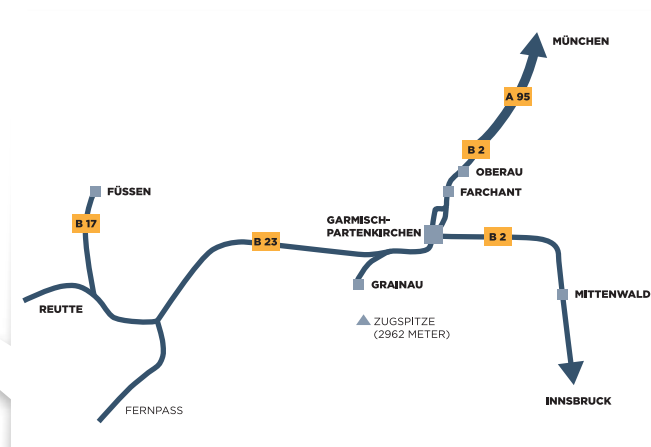 MÜNCHEN
A 95
B 2
OBERAU
FÜSSEN
FARCHANT
B 17
GARMISCH-
PARTENKIRCHEN
B 23
B 2
GRAINAU
MITTENWALD
REUTTE
ZUGSPITZE
(2962 METER)
INNSBRUCK
FERNPASS